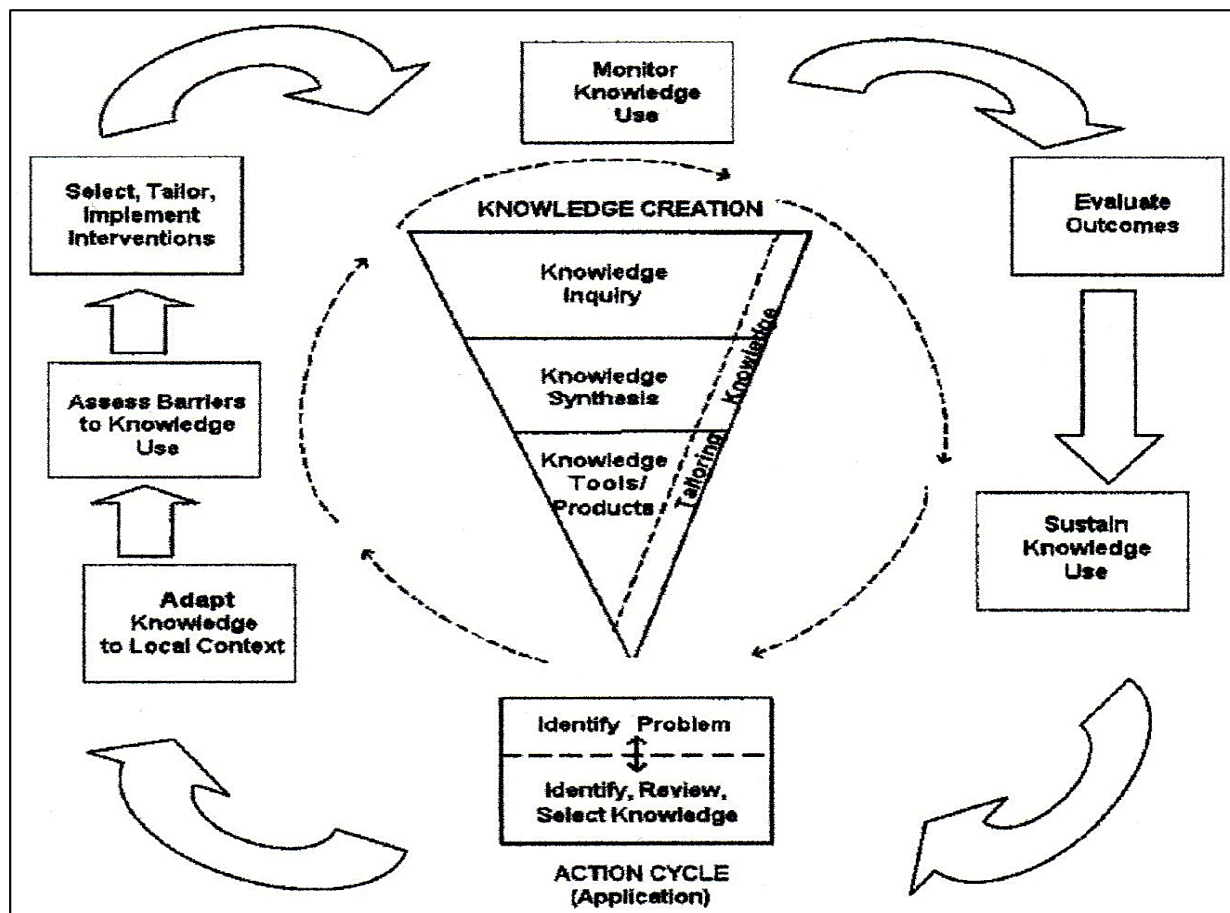 Monitor
Knowledge
Use
Select, Tailor,
Implement
Interventions
Evaluate
Outcomes
KNOWLEDGE CREATION
Knowledge
Inquiry
Knowledge
Synthesis
Knowledge
Tools/
Products
Tailoring Knowledge
Assess Barriers
to Knowledge
Use
Sustain
Knowledge
Use
Adapt
Knowledge
to Local Context
Identify Problem
Identify, Review,
Select Knowledge
ACTION CYCLE
(Application)